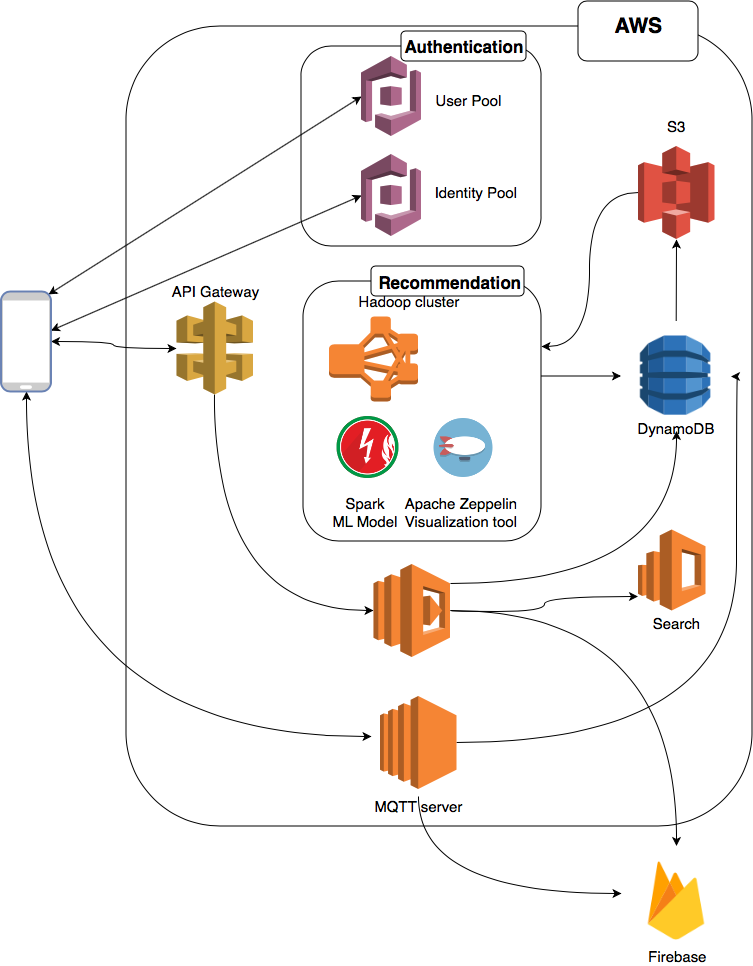 AWS
Authentication
User Pool
S3
Identity Pool
API Gateway
Recommendation
Hadoop cluster
DynamoDB
Spark
ML Model
Apache Zeppelin
Visualization tool
Search
MQTT server
Firebase